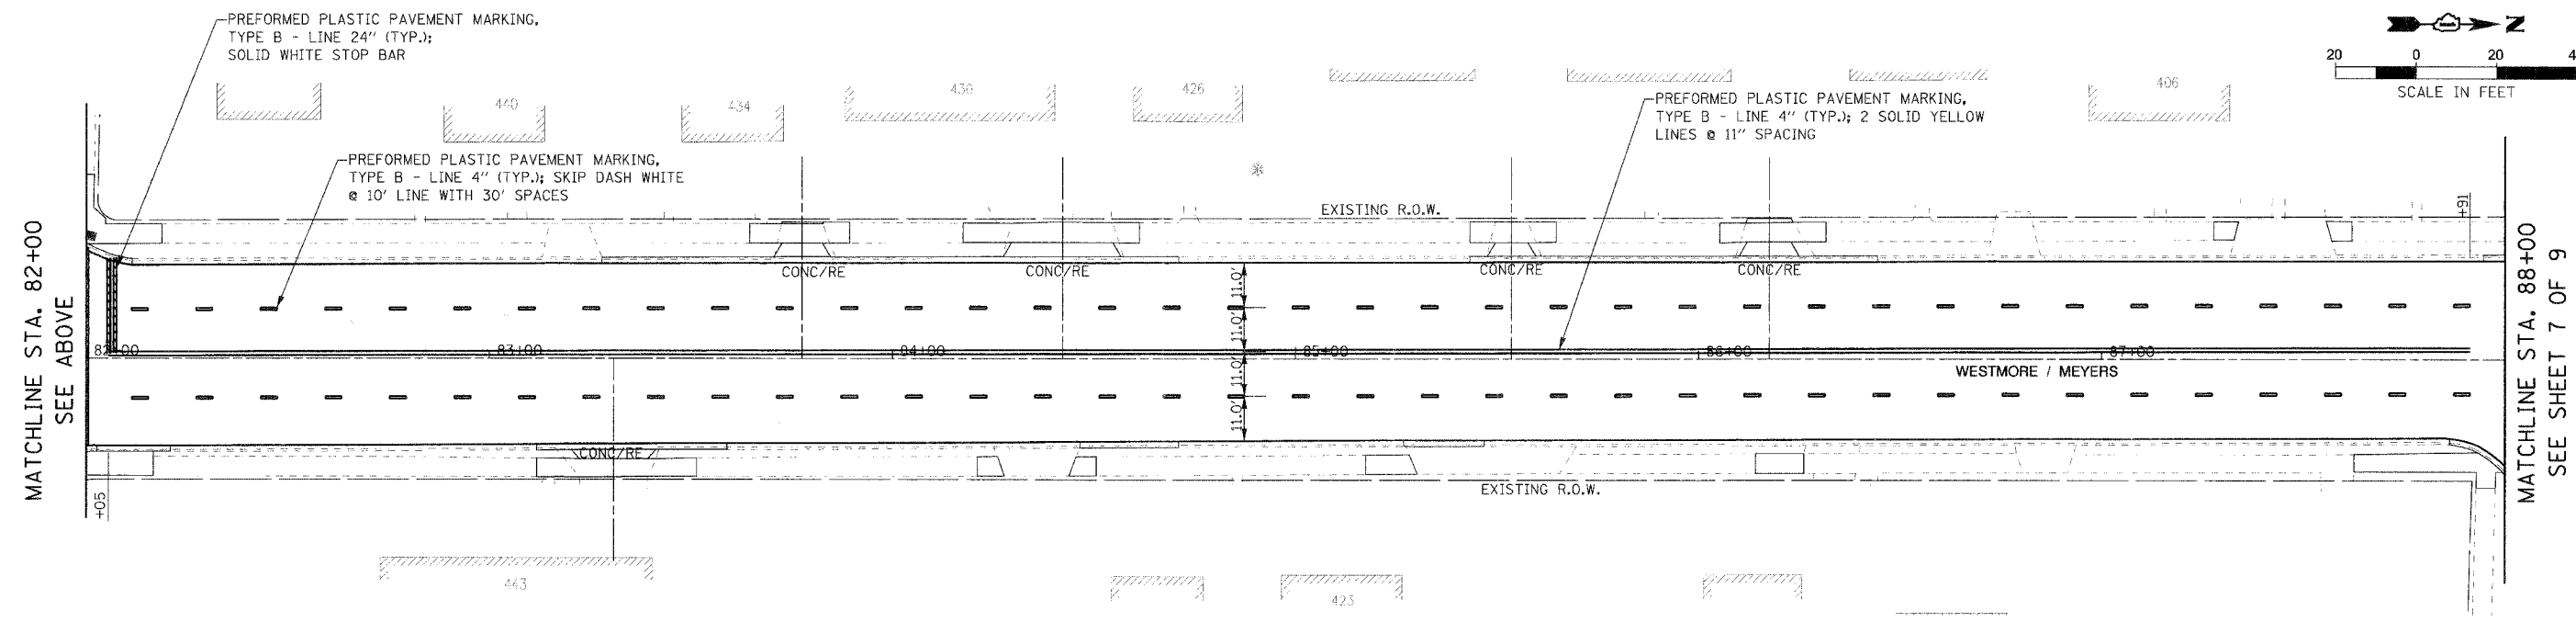 PREFORMED PLASTIC PAVEMENT MARKING,
TYPE B - LINE 24" (TYP.);
SOLID WHITE STOP BAR
N
20 0 20 4
SCALE IN FEET
440
434
430
426
406
PREFORMED PLASTIC PAVEMENT MARKING,
TYPE B - LINE 4" (TYP.); 2 SOLID YELLOW
LINES @ 11" SPACING
PREFORMED PLASTIC PAVEMENT MARKING,
TYPE B - LINE 4" (TYP.); SKIP DASH WHITE
@ 10' LINE WITH 30' SPACES
EXISTING R.O.W.
+91
MATCHLINE STA. 82+00
SEE ABOVE
CONC/RE
CONC/RE
CONC/RE
CONC/RE
11.0'
11.0'
11.0'
11.0'
82+00
83+00
84+00
85+00
86+00
87+00
WESTMORE / MEYERS
MATCHLINE STA. 88+00
SEE SHEET 7 OF 9
CONC/RE
+05
EXISTING R.O.W.
443
423